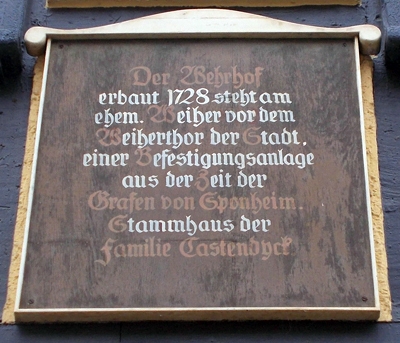 Der Wehrhof
erbaut 1728 steht am
ehem. Weiher vor dem
Weiherthor der Stadt,
einer Befestigungsanlage
aus der Zeit der
Grafen von Sponheim.
Stammhaus der
Familie Castendyck